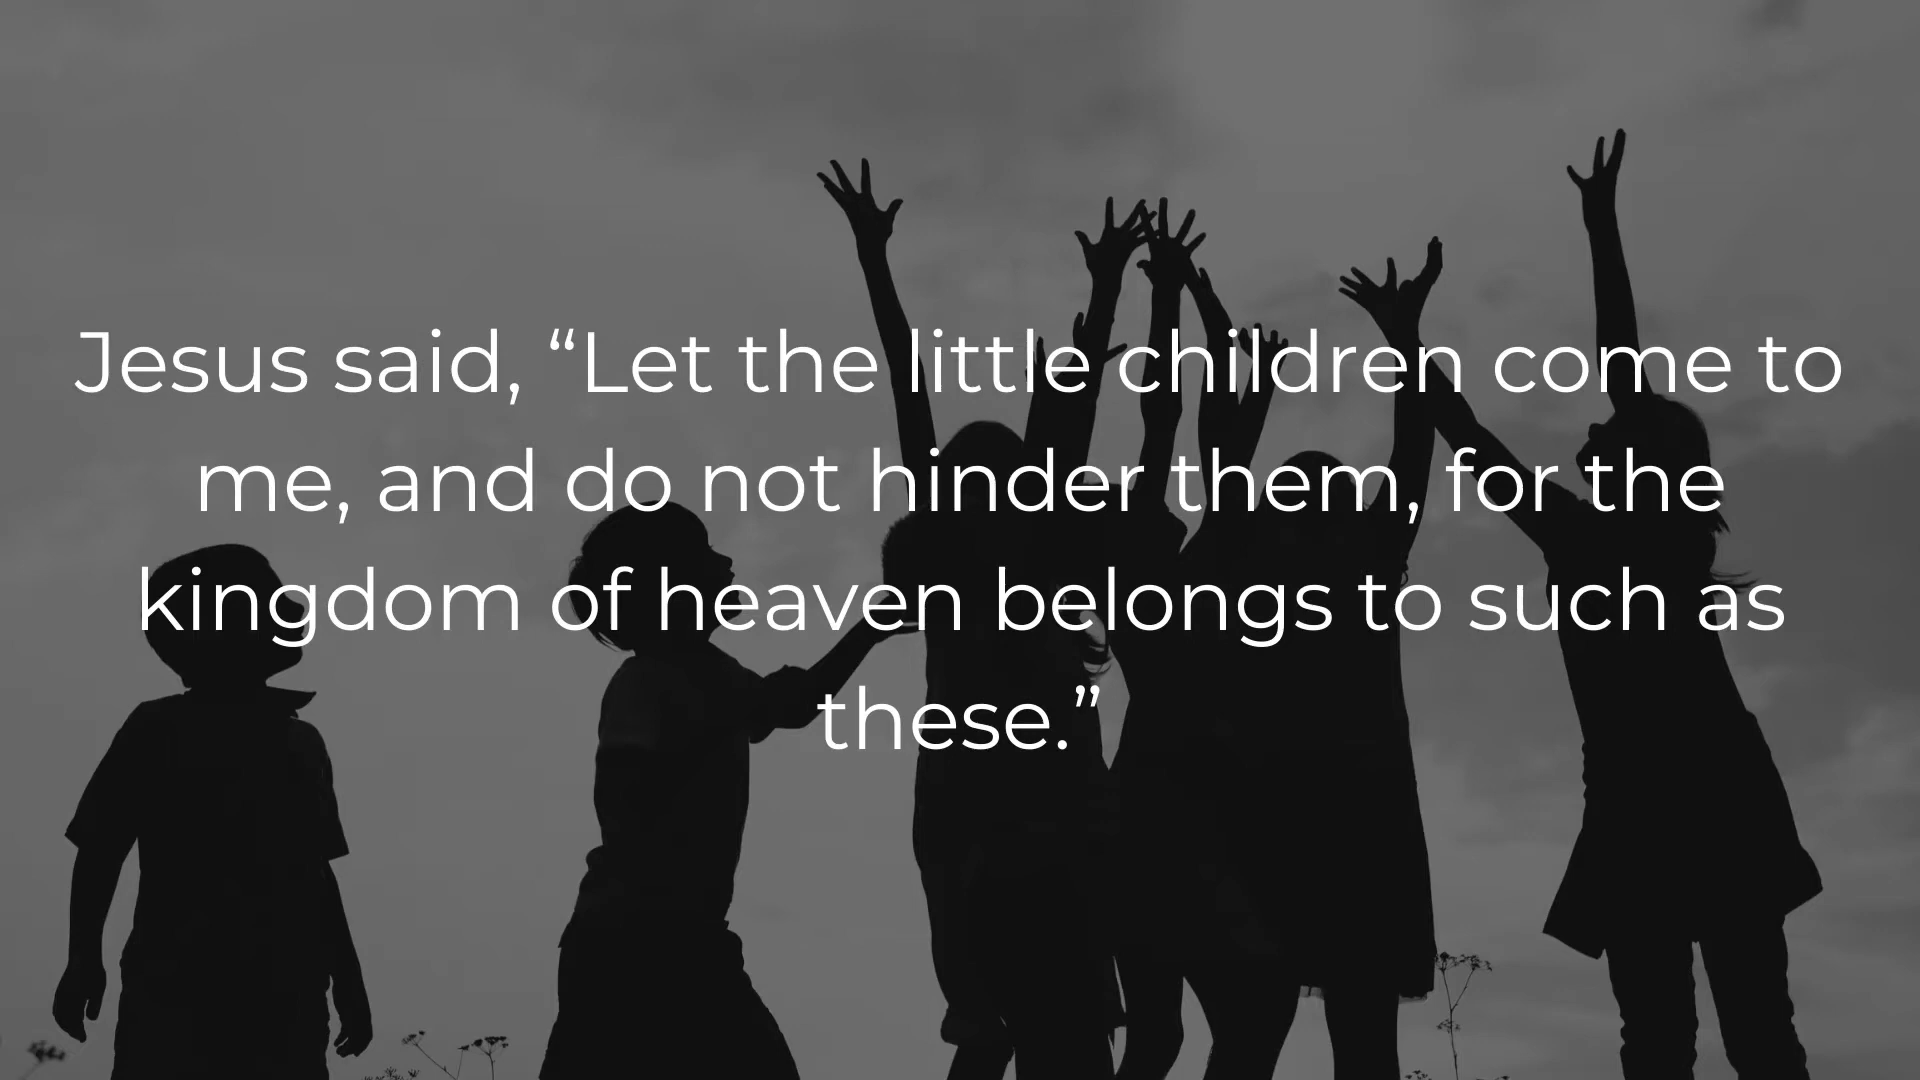 Jesus said, “Let the little children come to
me, and do not hinder them, for the
kingdom of heaven belongs to such as
these.”